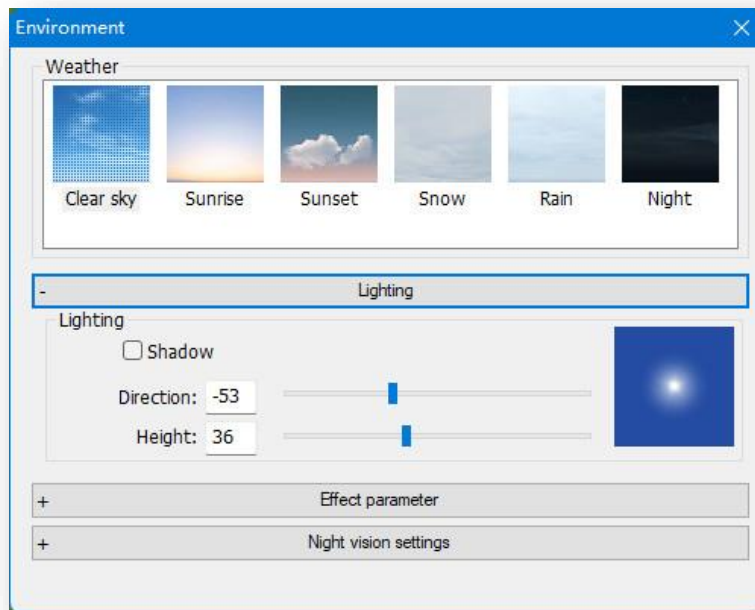 Environment
Weather
Clear sky Sunrise Sunset Snow Rain Night
- Lighting
Lighting
Shadow
Direction: -53
Height: 36
+ Effect parameter
+ Night vision settings